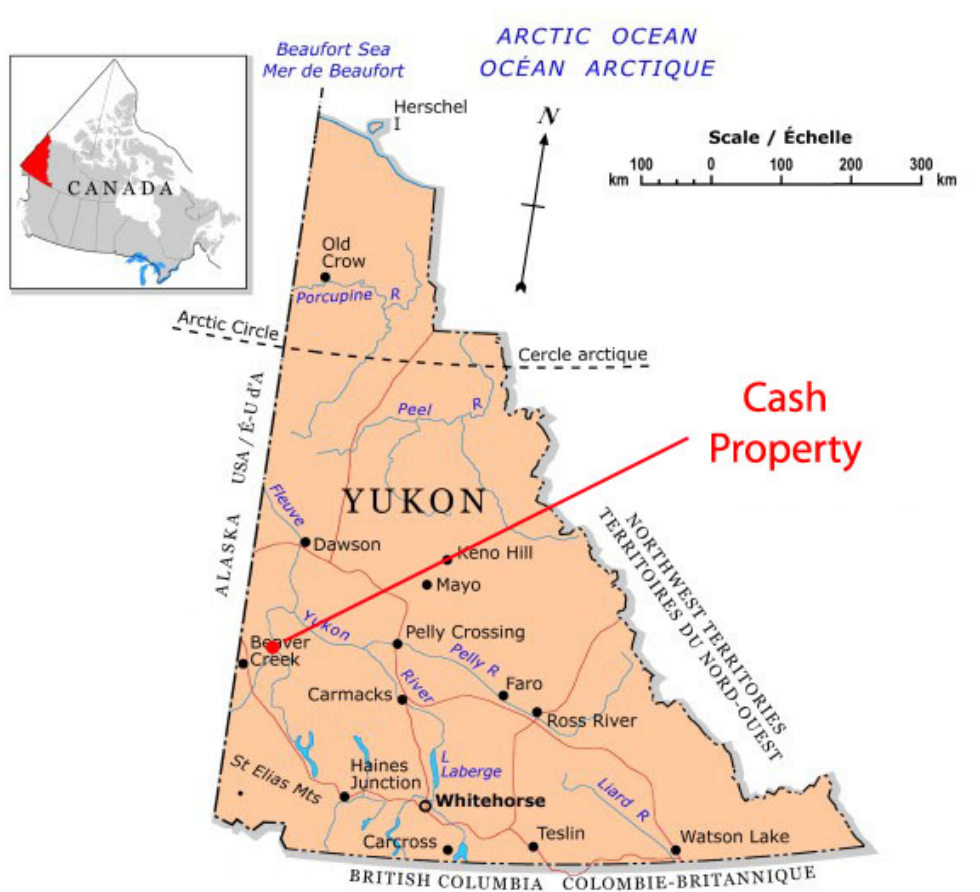 Beaufort Sea
Mer de Beaufort
ARCTIC OCEAN
OCÉAN ARCTIQUE
Herschel
I
N
Scale / Échelle
100 0 100 200 300
km km
CANADA
Old
Crow
Porcupine R
Arctic Circle
Cercle arctique
Peel R
Cash
Property
ALASKA USA / É-U d'A
YUKON
Fleuve
Dawson
Keno Hill
Mayo
NORTHWEST TERRITORIES
TERRITOIRES DU NORD-OUEST
Yukon
River
Pelly Crossing
Beaver
Creek
Pelly R
Faro
Carmacks
Ross River
L
Laberge
St Elias Mts
Haines
Junction
Whitehorse
Liard R
Carcross
Teslin
Watson Lake
BRITISH COLUMBIA COLOMBIE-BRITANNIQUE